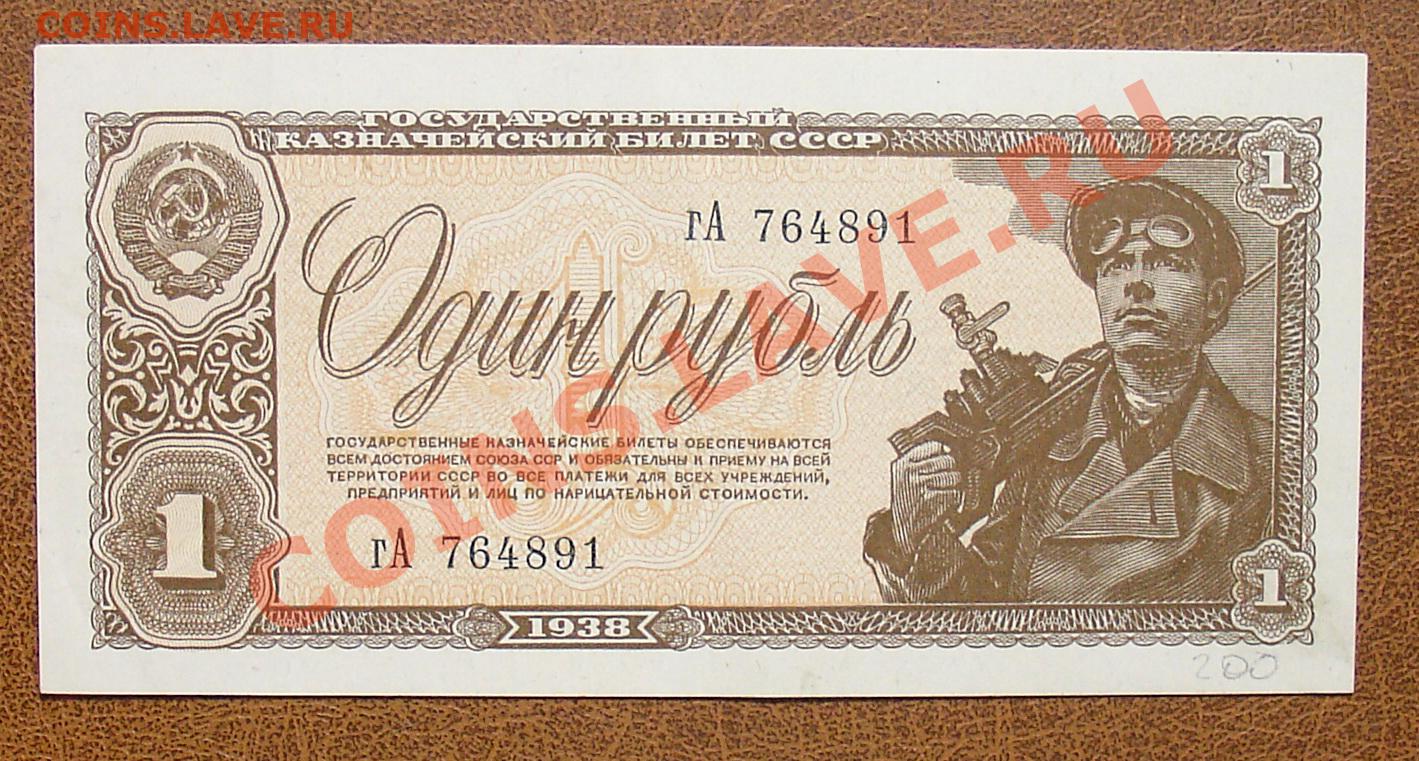 COINS.LAVE.RU
ГОСУДАРСТВЕННЫЙ
КАЗНАЧЕЙСКИЙ БИЛЕТ СССР
1
гА 764891
Один рубль
ГОСУДАРСТВЕННЫЕ КАЗНАЧЕЙСКИЕ БИЛЕТЫ ОБЕСПЕЧИВАЮТСЯ
ВСЕМ ДОСТОЯНИЕМ СОЮЗА ССР И ОБЯЗАТЕЛЬНЫ К ПРИЕМУ НА ВСЕЙ
ТЕРРИТОРИИ СССР ВО ВСЕ ПЛАТЕЖИ ДЛЯ ВСЕХ УЧРЕЖДЕНИЙ,
ПРЕДПРИЯТИЙ И ЛИЦ ПО НАРИЦАТЕЛЬНОЙ СТОИМОСТИ.
1
гА 764891
1
1938
200
COINS.LAVE.RU